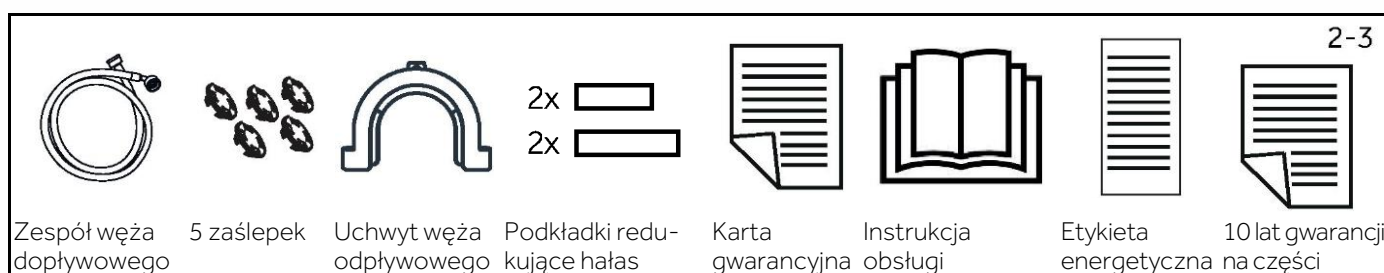 2-3
2x
2x
Zespół węża dopływowego
5 zaślepek
Uchwyt węża odpływowego
Podkładki redu-
kujące hałas
Karta
gwarancyjna
Instrukcja
obsługi
Etykieta
energetyczna
10 lat gwarancji
na części